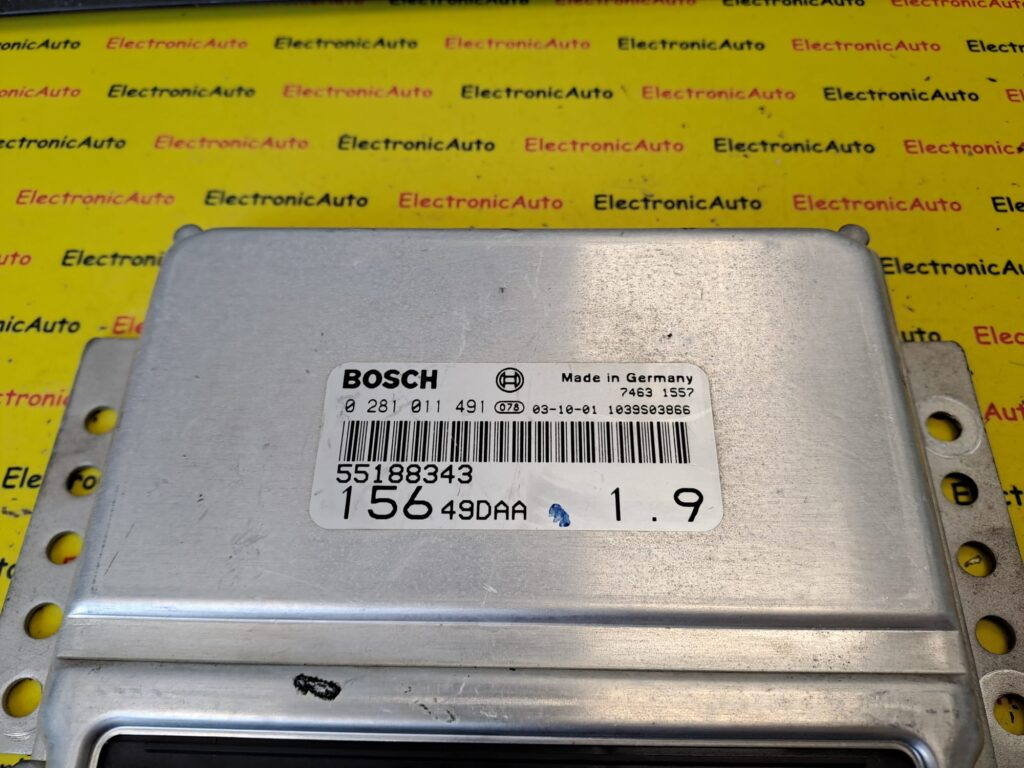 ElectronicAuto ElectronicAuto ElectronicAuto ElectronicAuto
ElectronicAuto ElectronicAuto ElectronicAuto ElectronicAuto ElectronicAuto
ElectronicAuto ElectronicAuto ElectronicAuto ElectronicAuto
ElectronicAuto ElectronicAuto ElectronicAuto ElectronicAuto
ElectronicAuto ElectronicAuto ElectronicAuto ElectronicAuto ElectronicAuto
ElectronicAuto
BOSCH Made in Germany
7463 1557
0 281 011 491 078 03-10-01 1039S03866
55188343
156 49DAA 1.9